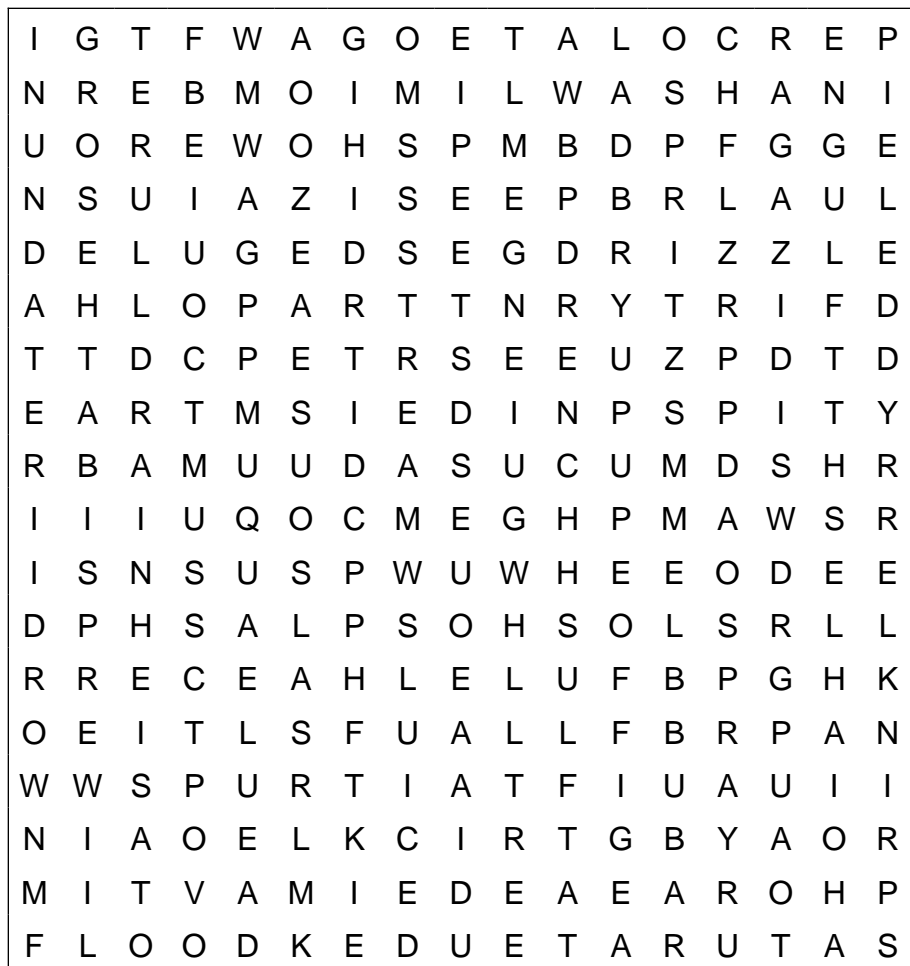 I G T F W A G O E T A L O C R E P
N R E B M O I M I L W A S H A N I
U O R E W O H S P M B D P F G G E
N S U I A Z I S E E P B R L A U L
D E L U G E D S E G D R I Z Z L E
A H L O P A R T T N R Y T R I F D
T T D C P E T R S E E U Z P D T D
E A R T M S I E D I N P S P I T Y
R B A M U U D A S U C U M D S H R
I I I U Q O C M E G H P M A W S R
I S N S U S P W U W H E E O D E E
D P H S A L P S O H S O L S R L L
R R E C E A H L E L U F B P G H K
O E I T L S F U A L L F B R P A N
W W S P U R T I A T F I U A U I I
N I A O E L K C I R T G B Y A O R
M I T V A M I E D E A E A R O H P
F L O O D K E D U E T A R U T A S